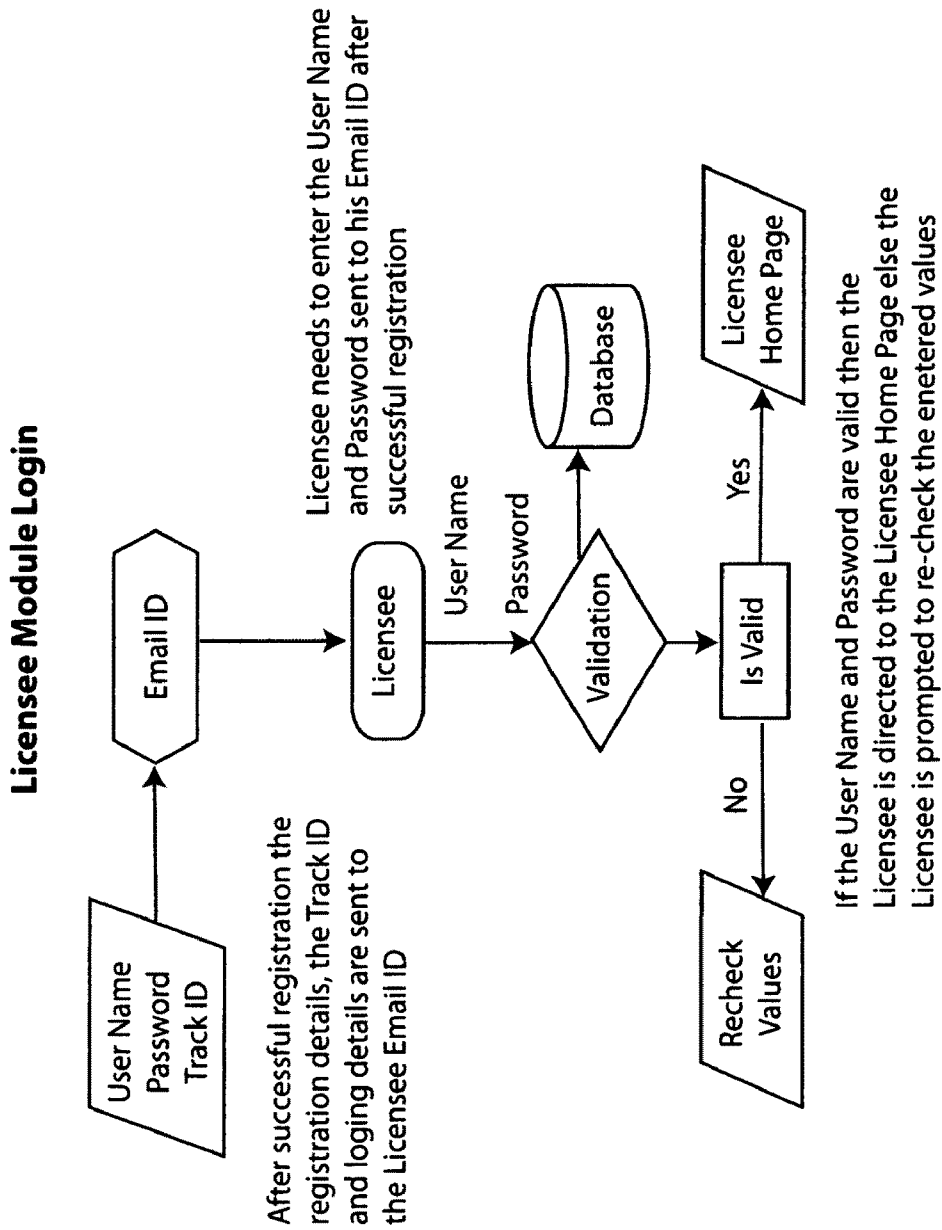 Licensee Module Login
User Name
Password
Track ID
Email ID
After successful registration the
registration details, the Track ID
and loging details are sent to
the Licensee Email ID
Licensee
Licensee needs to enter the User Name
and Password sent to his Email ID after
successful registration
User Name
Password
Validation
Database
Is Valid
No
Yes
Recheck
Values
Licensee
Home Page
If the User Name and Password are valid then the
Licensee is directed to the Licensee Home Page else the
Licensee is prompted to re-check the enetered values